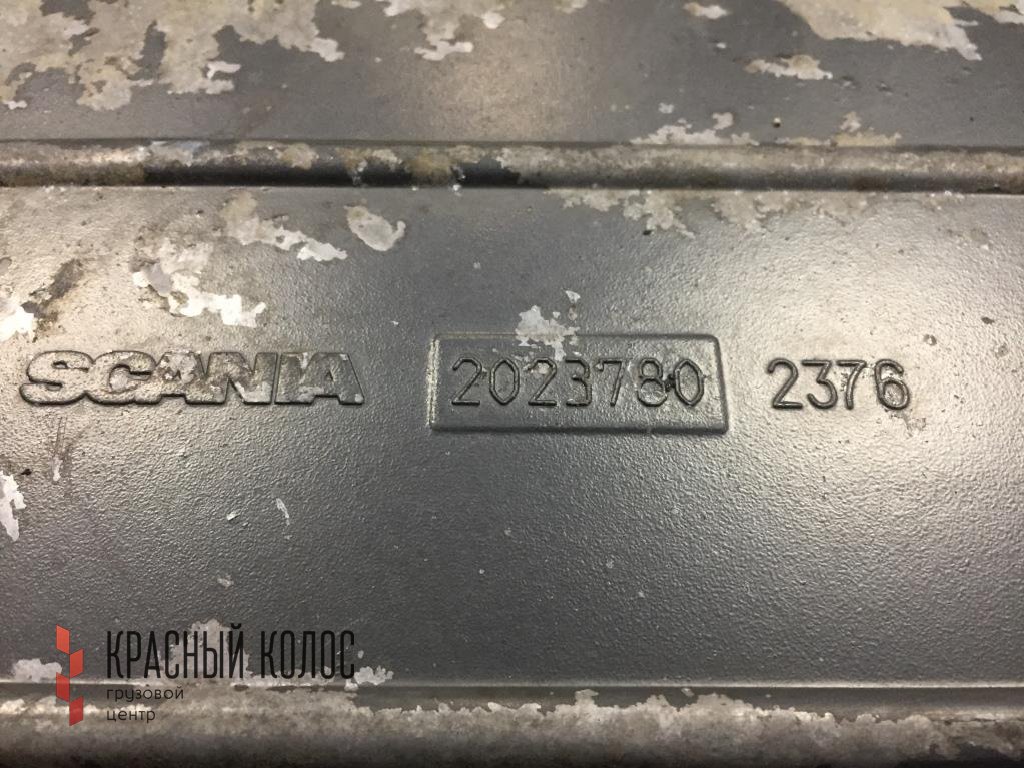 SCANIA 2023780 2376
КРАСНЫЙ КОЛОС
грузовой
центр